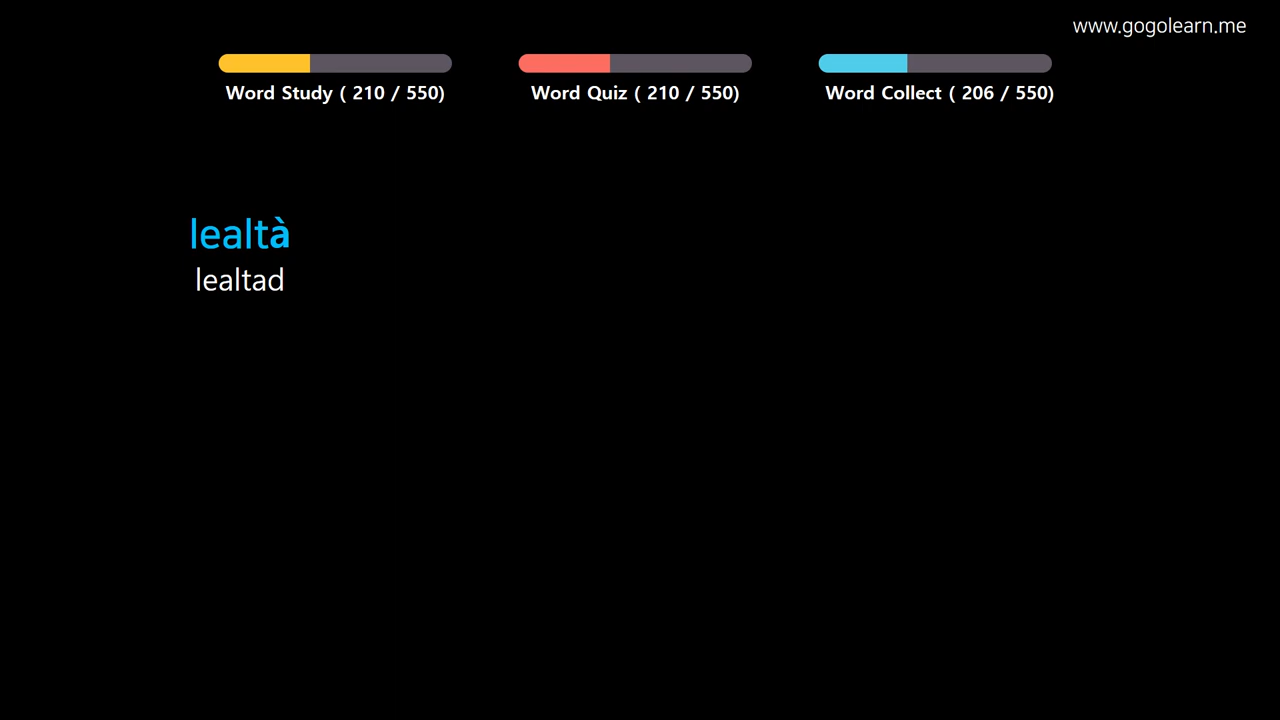 www.gogolearn.me
Word Study ( 210 / 550)
Word Quiz ( 210 / 550)
Word Collect ( 206 / 550)
lealtà
lealtad